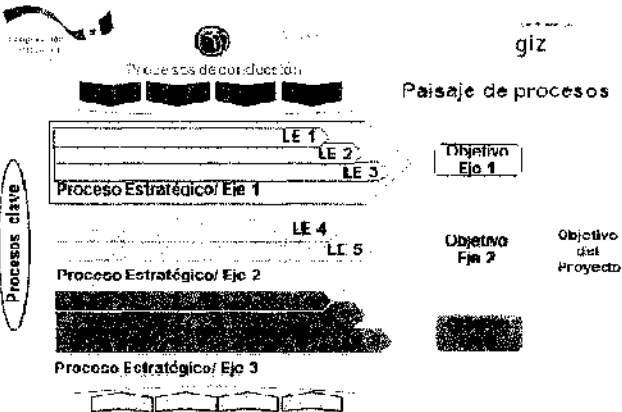 giz
Procesos de conducción
Paisaje de procesos
LE 1
LE 2
LE 3
Proceso Estratégico/ Eje 1
Objetivo
Eje 1
Procesos clave
LE 4
LE 5
Proceso Estratégico/ Eje 2
Objetivo
Eje 2
Objetivo
del
Proyecto
Proceso Estratégico/ Eje 3